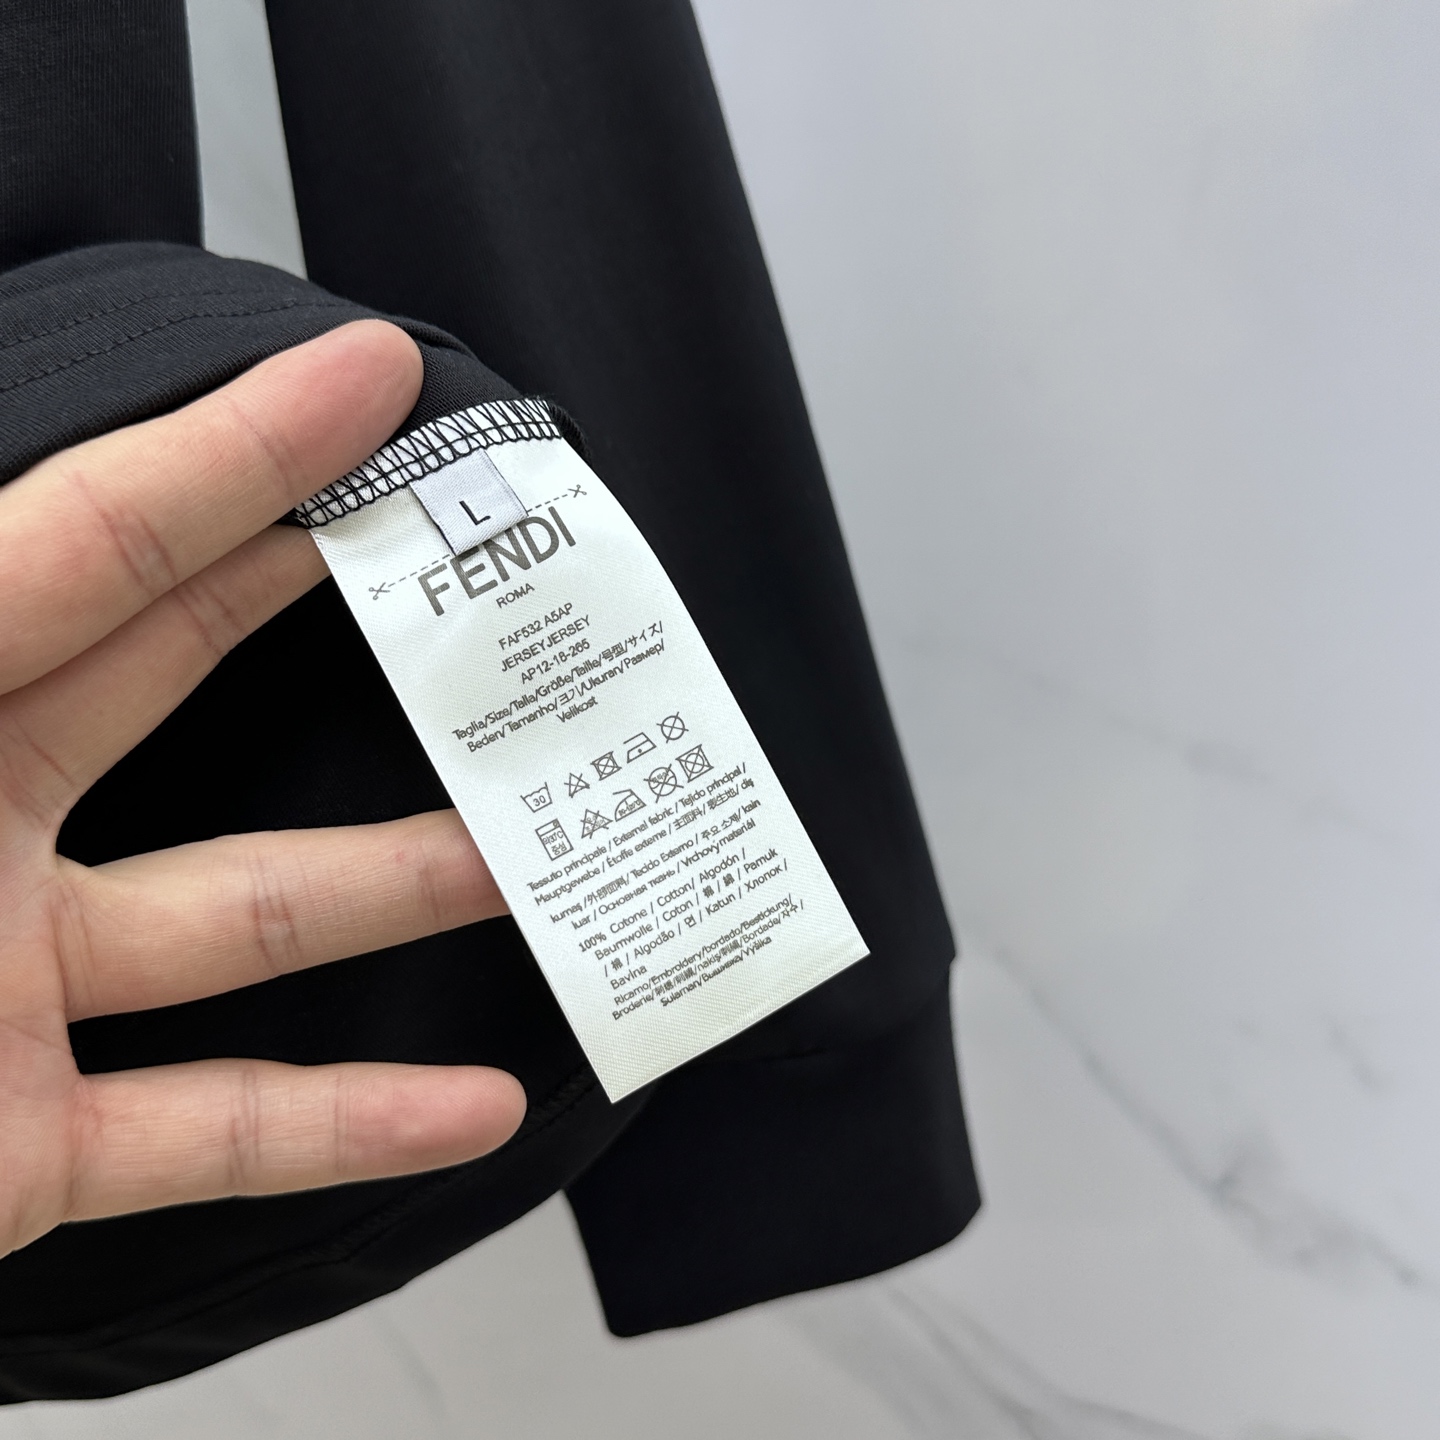 L
FENDI
ROMA
FAF532 A5AP
JERSEYJERSEY
AP12-18-265
Taglia/Size/Talla/Größe/Taille/号型/サイズ/
Beden/Tamanho/크기/Ukuran/Размер/
Velikost
30
중성
Tessuto principale / External fabric / Tejido principal /
Hauptgewebe / Étoffe externe / 主面料 / 表生地 / dış
kumaş / 外部面料 / Tecido Externo / 주요 소재 / kain
luar / Основная ткань / Vrchovymateriál
100% Cotone / Cotton / Algodón /
Baumwolle / Coton / 棉 / 綿 / Pamuk
/ 棉 / Algodão / 면 / Katun / Хлопок /
Bavlna
Ricamo/Embroidery/bordado/Bestickung/
Broderie/刺绣/刺繍/nakış/刺繡/Bordado/자수/
Sulaman/Вышивка/Výšivka